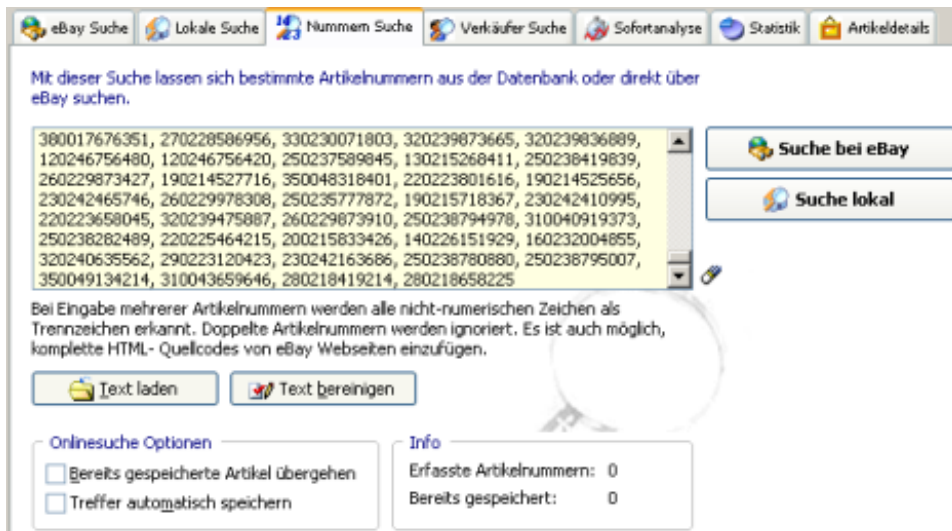 eBay Suche Lokale Suche Nummern Suche Verkäufer Suche Sofortanalyse Statistik Artikeldetails
Mit dieser Suche lassen sich bestimmte Artikelnummern aus der Datenbank oder direkt über
eBay suchen.
380017676351, 270228586956, 330230071803, 320239873665, 320239836889,
120246756480, 120246756420, 250237589845, 130215268411, 250238419839,
260229873427, 190214527716, 350048318401, 220223801616, 190214525656,
230242465746, 260229978308, 250235777872, 190215718367, 230242410995,
220223658045, 320239475887, 260229873910, 250238794978, 310040919373,
250238282489, 220225464215, 200215833426, 140226151929, 160232004855,
320240635562, 290223120423, 230242163686, 250238780880, 250238795007,
350049134214, 310043659646, 280218419214, 280218658225
Suche bei eBay
Suche lokal
Bei Eingabe mehrerer Artikelnummern werden alle nicht-numerischen Zeichen als
Trennzeichen erkannt. Doppelte Artikelnummern werden ignoriert. Es ist auch möglich,
komplette HTML- Quellcodes von eBay Webseiten einzufügen.
Text laden Text bereinigen
Onlinesuche Optionen
Bereits gespeicherte Artikel übergehen
Treffer automatisch speichern
Info
Erfasste Artikelnummern: 0
Bereits gespeichert: 0